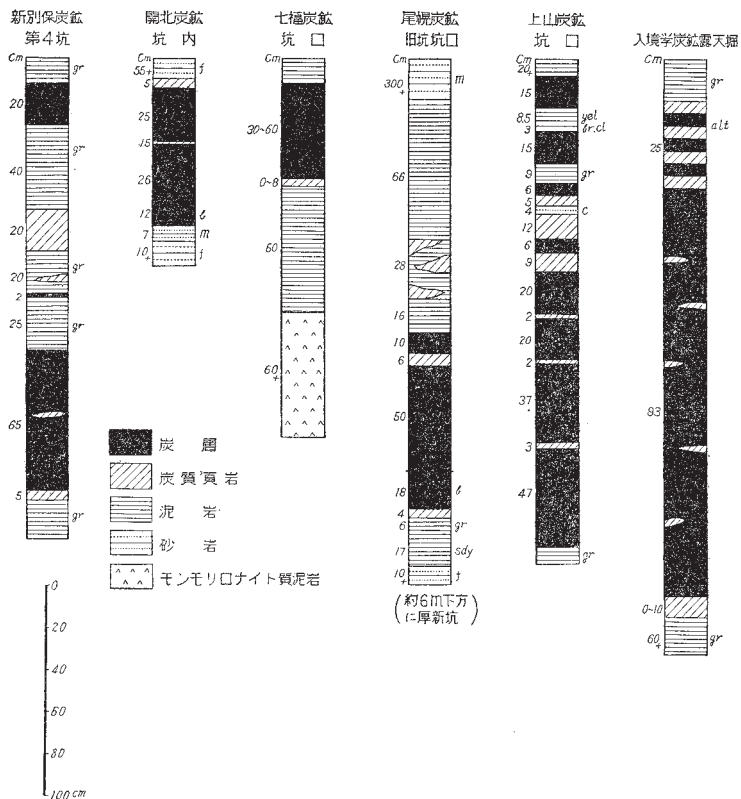 新別保炭鉱
第4坑
Cm
gr
20
gr
40
20
gr
20
2
25
gr
65
5
gr
開北炭鉱
坑内
Cm
55+
f
5
25
15
26
12
b
7
m
10
+
f
七福炭鉱
坑口
Cm
30~60
0~8
60
60
+
尾幌炭鉱
旧坑坑口
Cm
m
300
+
66
28
16
10
6
50
18
b
4
6
gr
17
sdy
10
+
f
(約6m下方
に厚新坑)
上山炭鉱
坑口
Cm
20
+
15
8.5
yel
3
br.cl
15
9
gr
6
5
4
c
12
6
9
20
2
20
2
37
3
47
gr
入境学炭鉱露天掘
Cm
gr
alt
25
93
0~10
60
+
gr
炭層
炭質頁岩
泥岩
砂岩
モンモリロナイト質泥岩
0
20
40
60
80
100cm